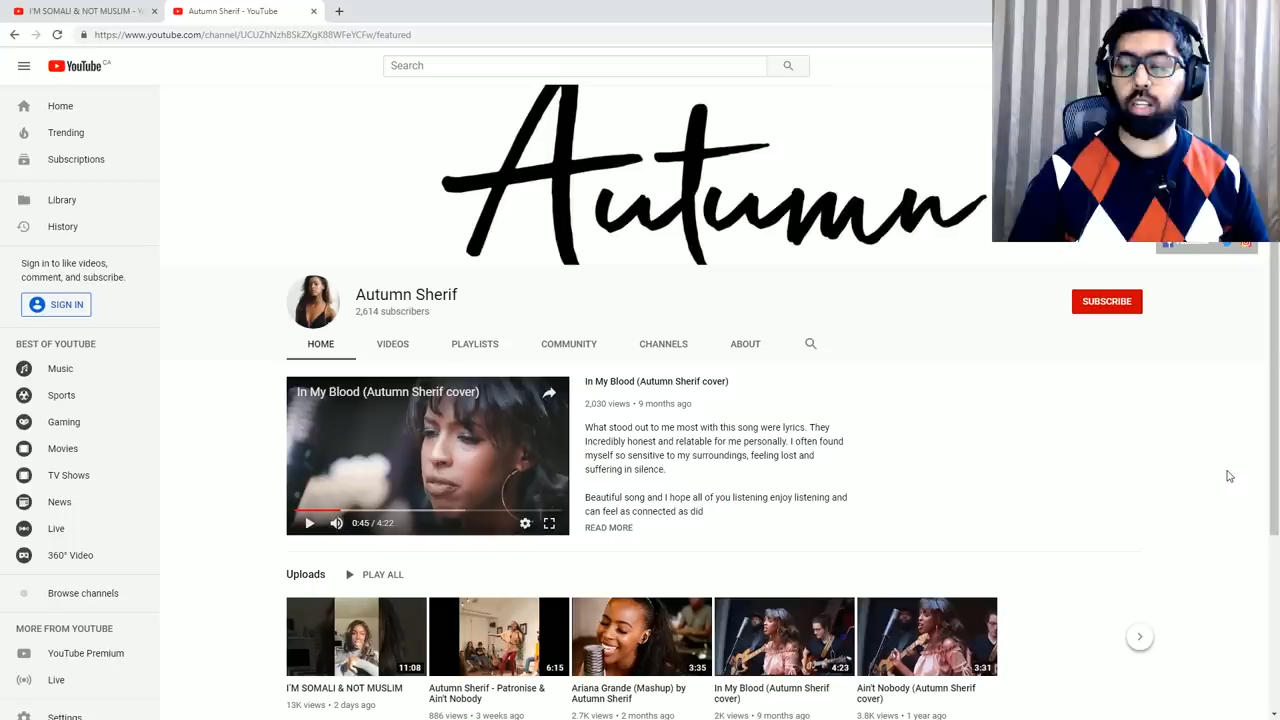 I'M SOMALI & NOT MUSLIM - Y
Autumn Sherif - YouTube
https://www.youtube.com/channel/UCUZhNzhBSkZXgK88WFeYCFw/featured
YouTube CA
Search
Home
Trending
Subscriptions
Library
History
Sign in to like videos,
comment, and subscribe.
SIGN IN
BEST OF YOUTUBE
Music
Sports
Gaming
Movies
TV Shows
News
Live
360° Video
Browse channels
MORE FROM YOUTUBE
YouTube Premium
Live
Settings
Autumn
Autumn Sherif
2,614 subscribers
SUBSCRIBE
HOME
VIDEOS
PLAYLISTS
COMMUNITY
CHANNELS
ABOUT
In My Blood (Autumn Sherif cover)
0:45 / 4:22
In My Blood (Autumn Sherif cover)
2,030 views • 9 months ago
What stood out to me most with this song were lyrics. They
Incredibly honest and relatable for me personally. I often found
myself so sensitive to my surroundings, feeling lost and
suffering in silence.
Beautiful song and I hope all of you listening enjoy listening and
can feel as connected as did
READ MORE
Uploads
PLAY ALL
11:08
I'M SOMALI & NOT MUSLIM
13K views • 2 days ago
6:15
Autumn Sherif - Patronise &
Ain't Nobody
886 views • 3 weeks ago
3:35
Ariana Grande (Mashup) by
Autumn Sherif
2.7K views • 2 months ago
4:23
In My Blood (Autumn Sherif
cover)
2K views • 9 months ago
3:31
Ain't Nobody (Autumn Sherif
cover)
3.8K views • 1 year ago